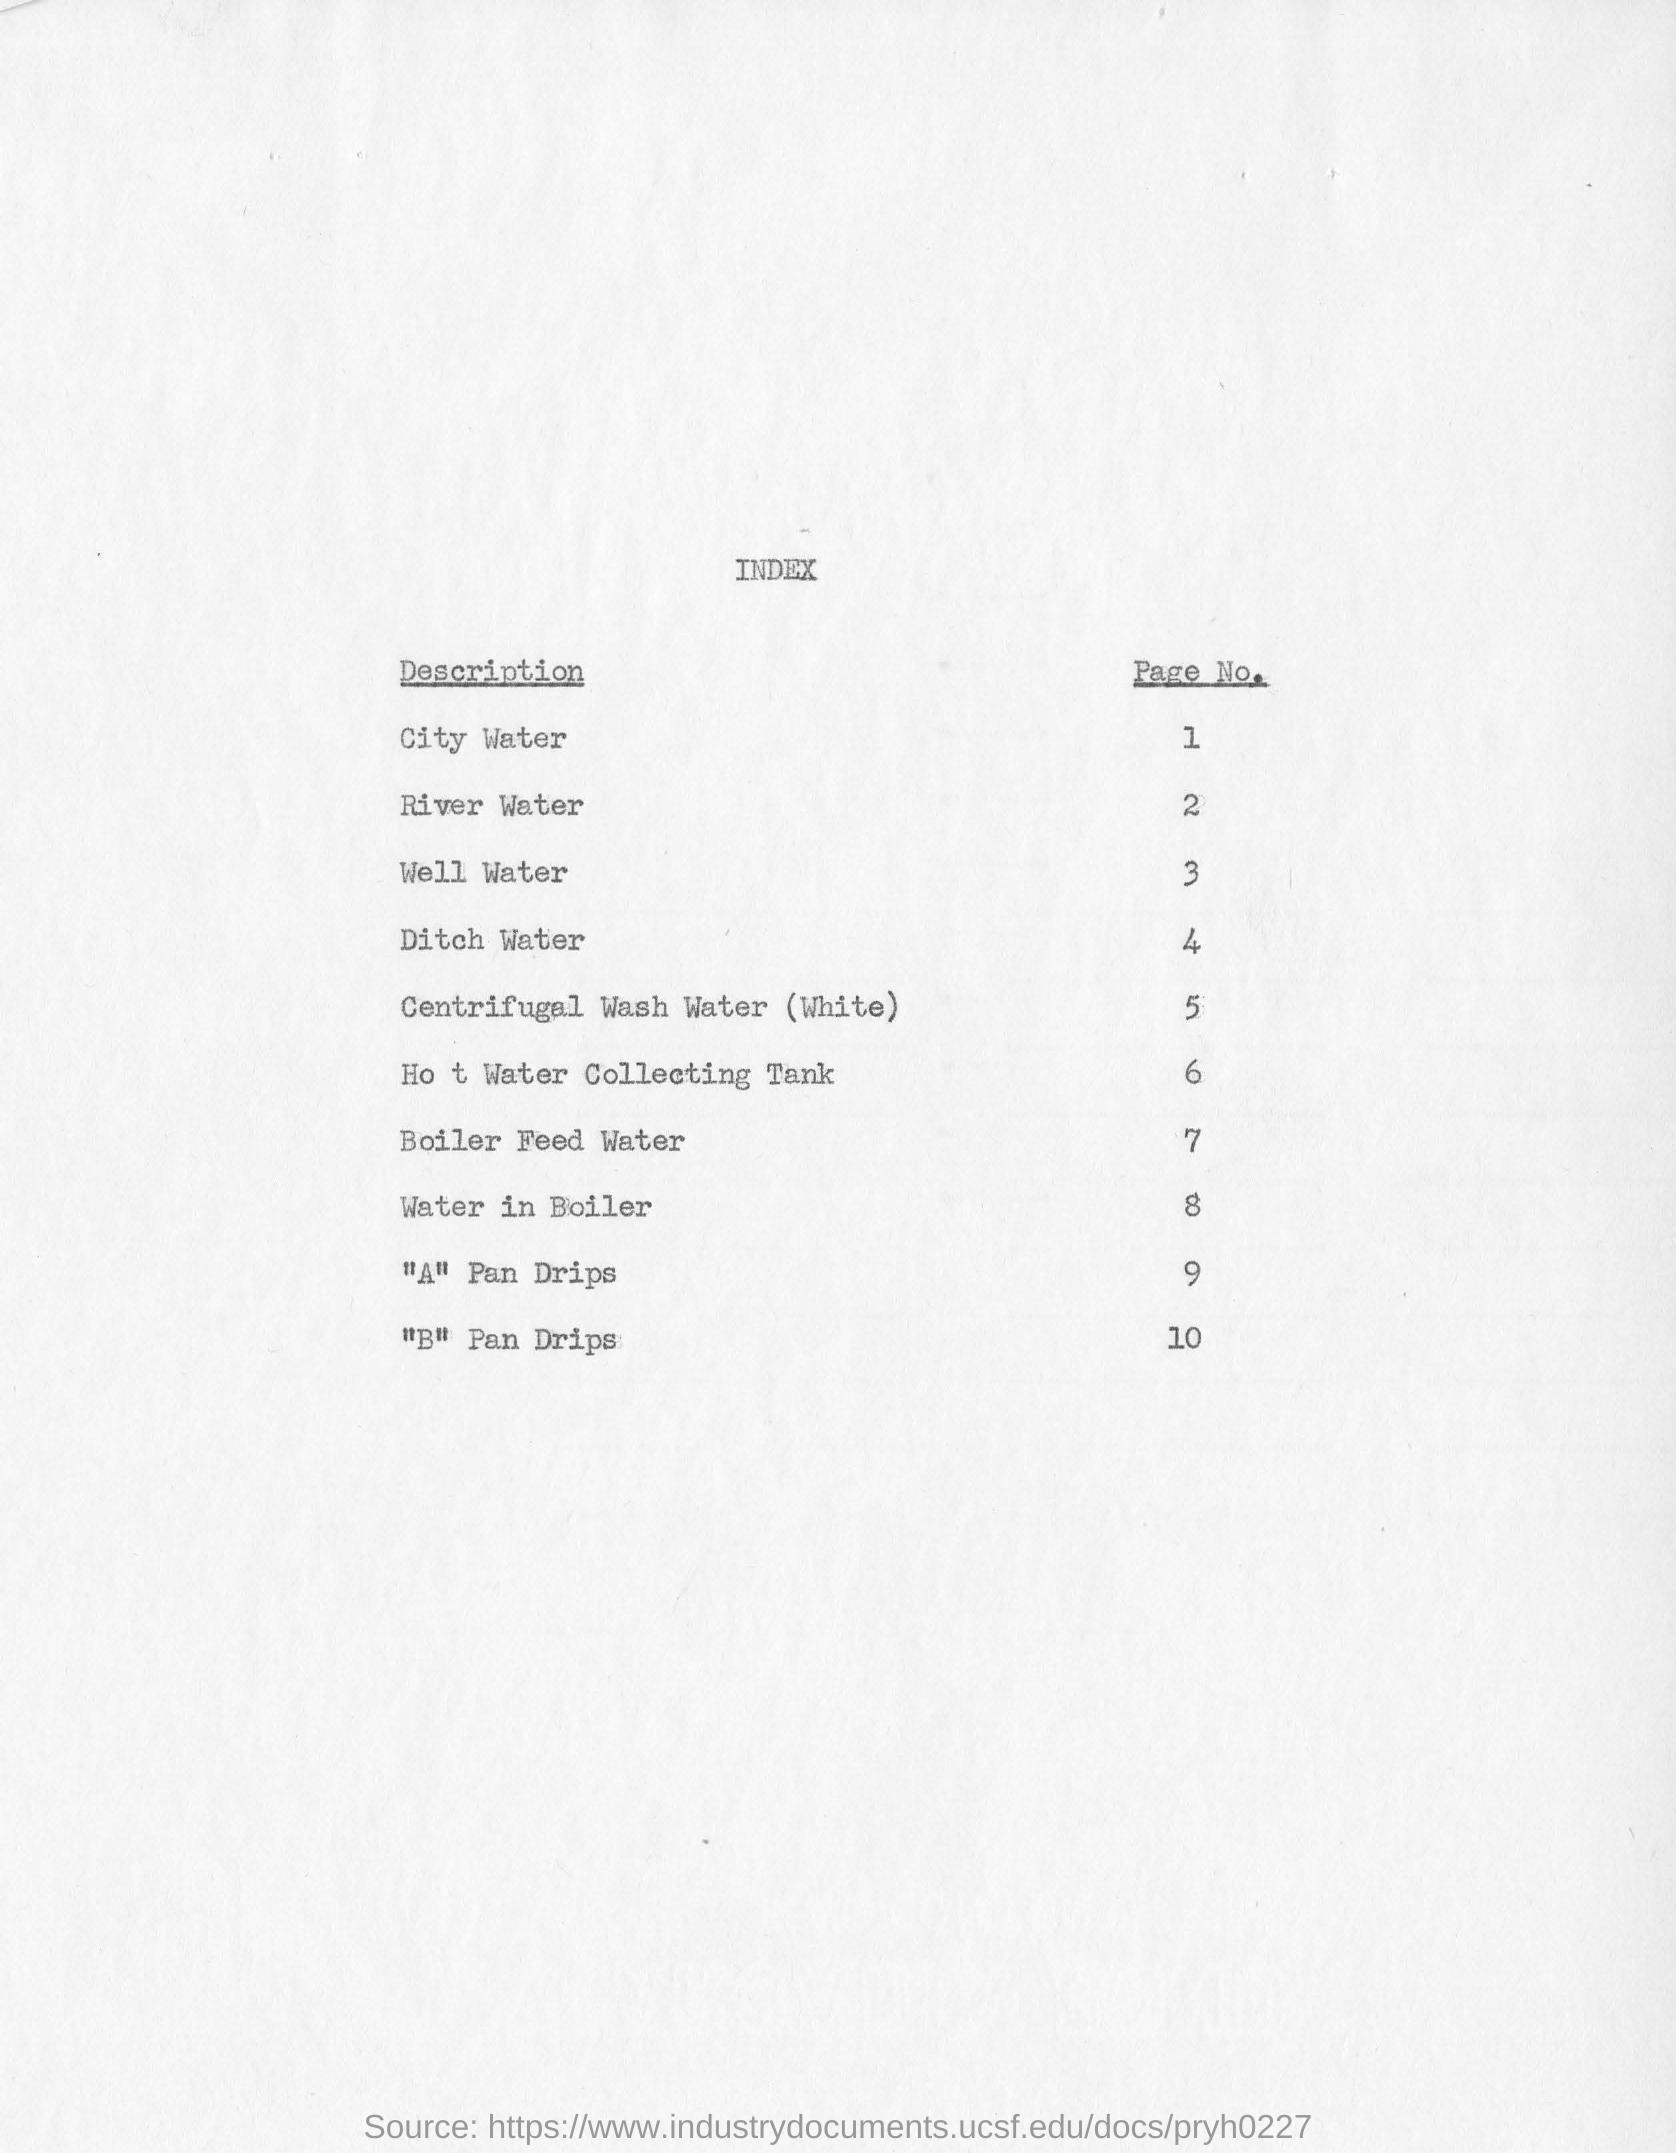 INDEX
Description Page No.
City Water 1
River Water 2
Well Water 3
Ditch Water 4
Centrifugal Wash Water (White) 5
Ho t Water Collecting Tank 6
Boiler Feed Water 7
Water in Boiler 8
"A" Pan Drips 9
"B" Pan Drips 10
Source: https://www.industrydocuments.ucsf.edu/docs/pryh0227